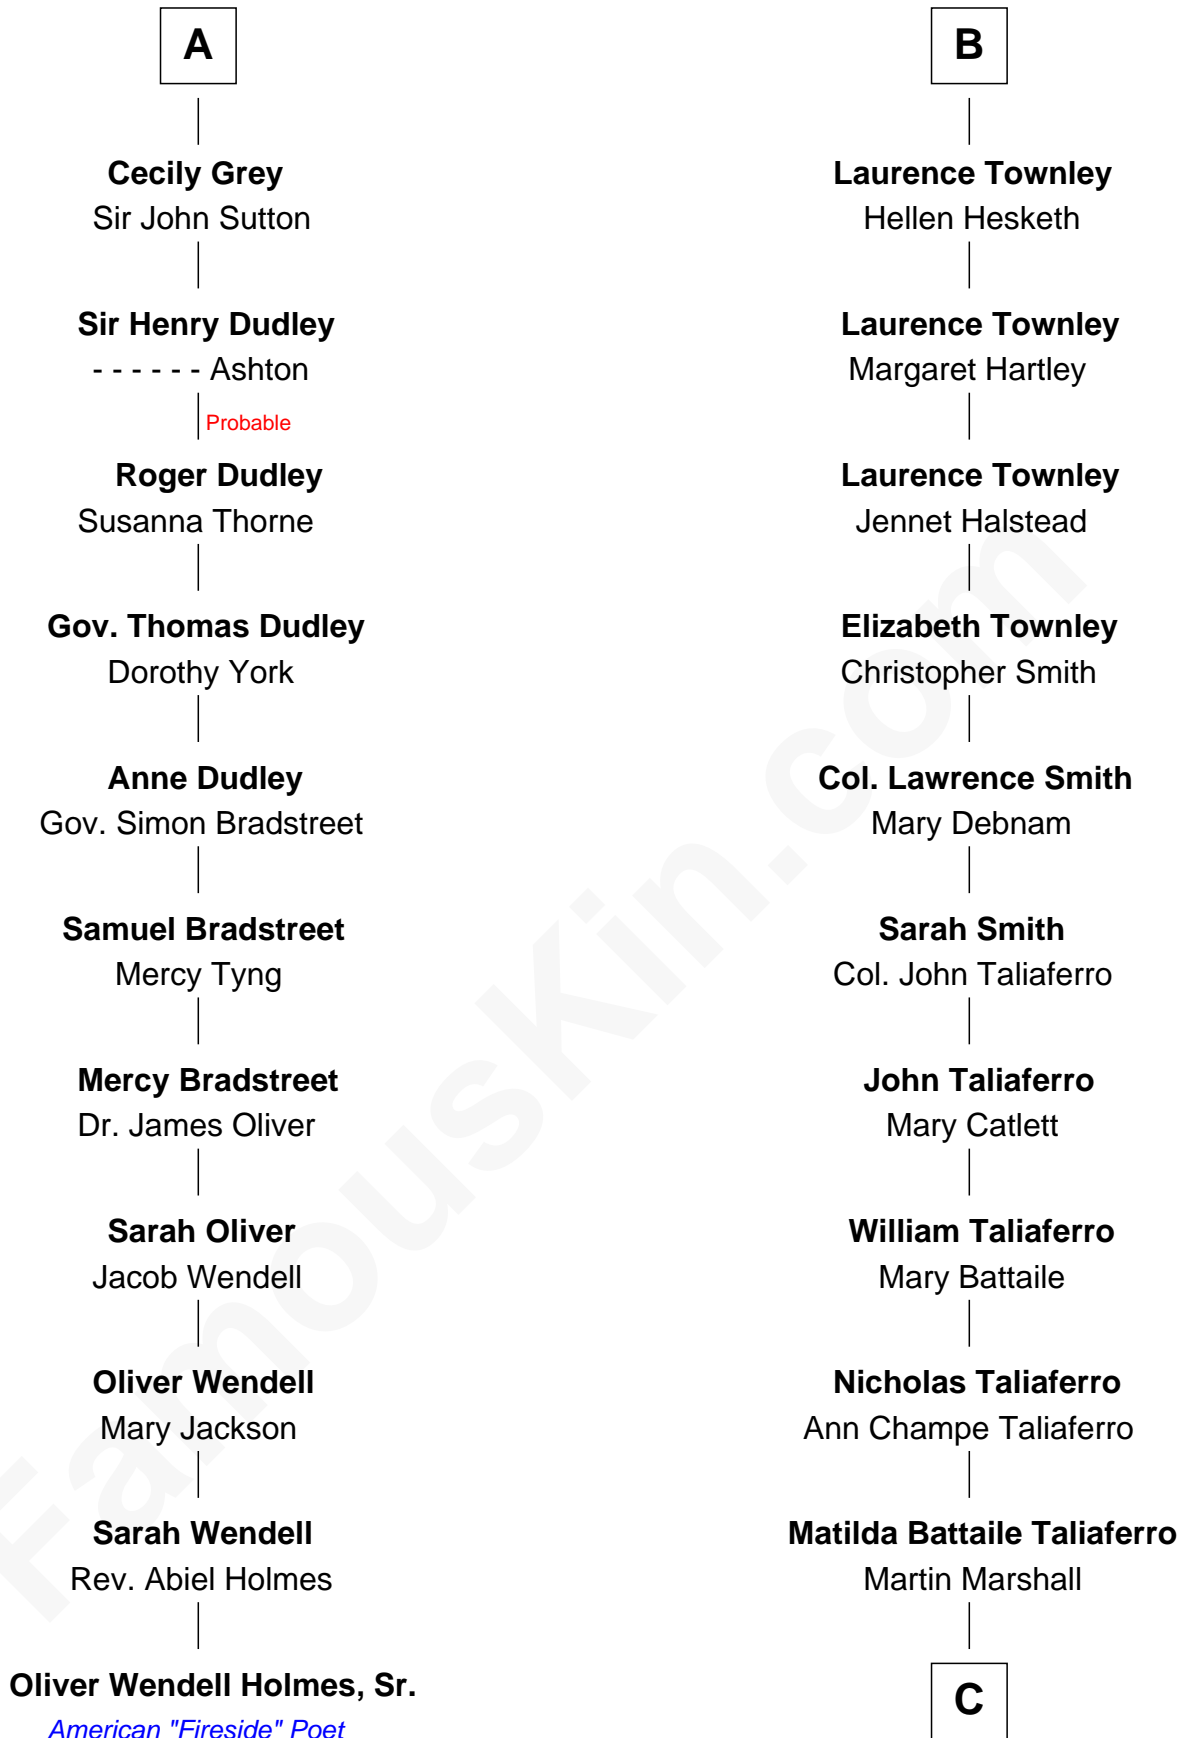 A
Cecily Grey
Sir John Sutton
Sir Henry Dudley
- - - - - - Ashton
Probable
Roger Dudley
Susanna Thorne
Gov. Thomas Dudley
Dorothy York
Anne Dudley
Gov. Simon Bradstreet
Samuel Bradstreet
Mercy Tyng
Mercy Bradstreet
Dr. James Oliver
Sarah Oliver
Jacob Wendell
Oliver Wendell
Mary Jackson
Sarah Wendell
Rev. Abiel Holmes
Oliver Wendell Holmes, Sr.
American "Fireside" Poet
B
Laurence Townley
Hellen Hesketh
Laurence Townley
Margaret Hartley
Laurence Townley
Jennet Halstead
Elizabeth Townley
Christopher Smith
Col. Lawrence Smith
Mary Debnam
Sarah Smith
Col. John Taliaferro
John Taliaferro
Mary Catlett
William Taliaferro
Mary Battaile
Nicholas Taliaferro
Ann Champe Taliaferro
Matilda Battaile Taliaferro
Martin Marshall
C
FamousKin.com